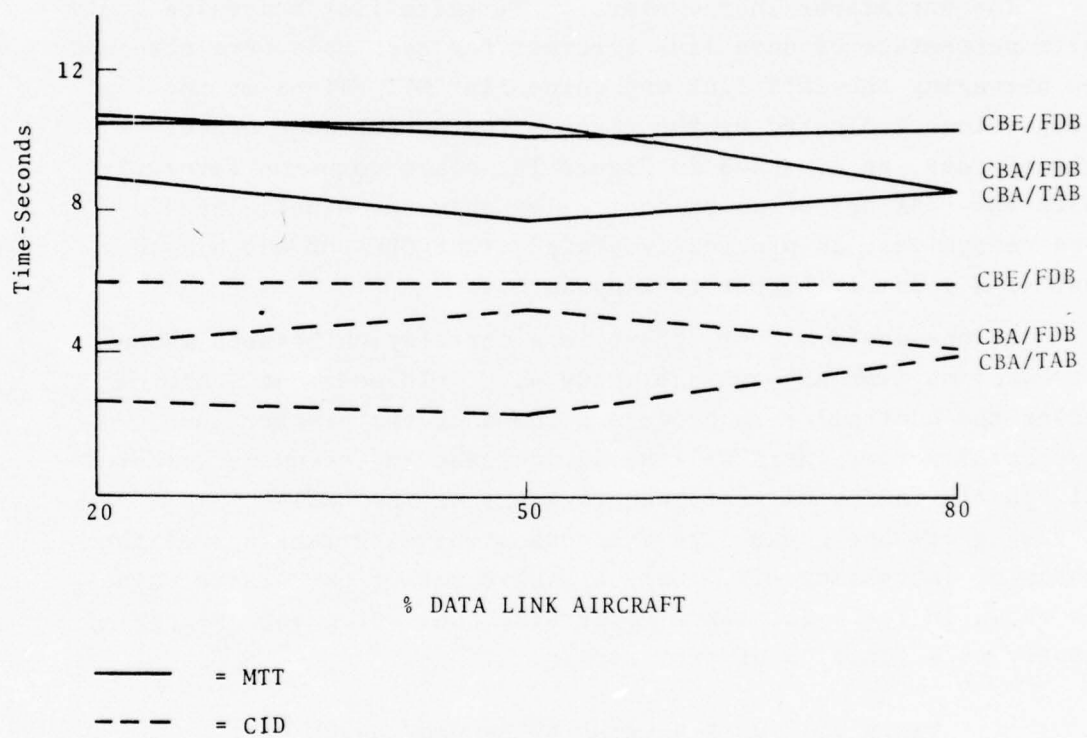 12
8
4
Time-Seconds
CBE/FDB
CBA/FDB
CBA/TAB
CBE/FDB
CBA/FDB
CBA/TAB
20
50
80
% DATA LINK AIRCRAFT
= MTT
= CID